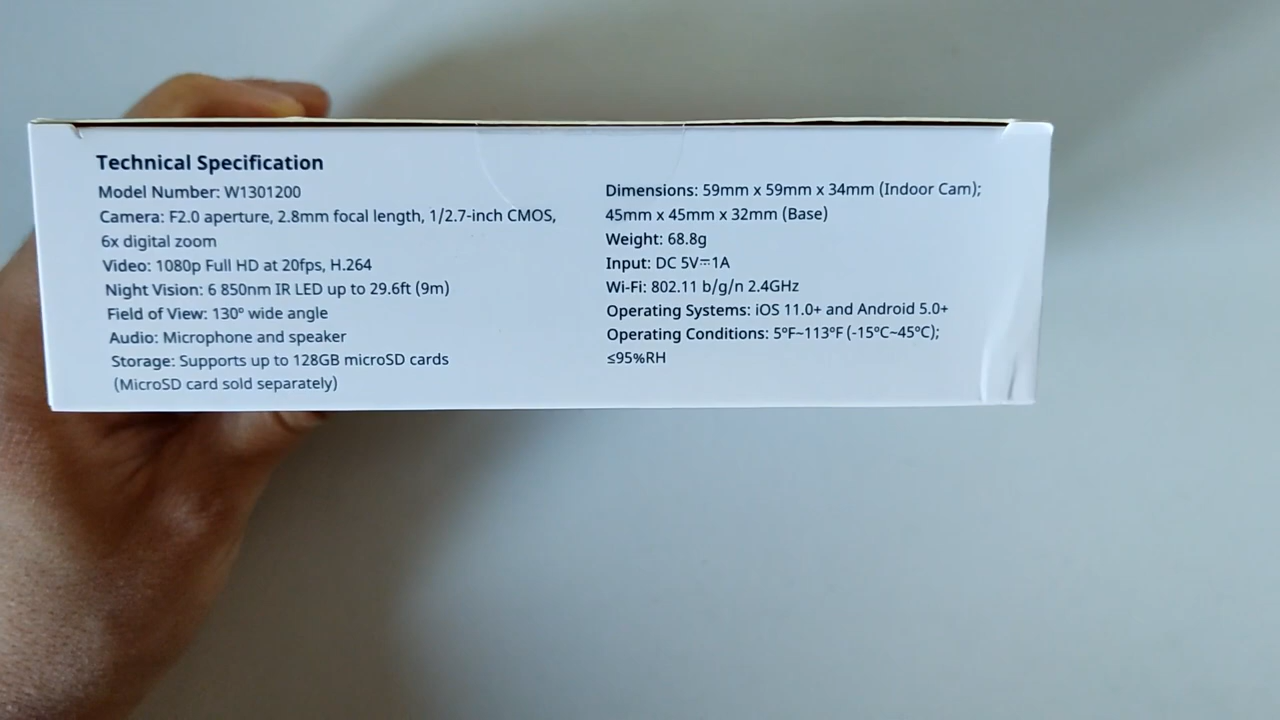 Technical Specification
Model Number: W1301200
Camera: F2.0 aperture, 2.8mm focal length, 1/2.7-inch CMOS,
6x digital zoom
Video: 1080p Full HD at 20fps, H.264
Night Vision: 6 850nm IR LED up to 29.6ft (9m)
Field of View: 130° wide angle
Audio: Microphone and speaker
Storage: Supports up to 128GB microSD cards
(MicroSD card sold separately)
Dimensions: 59mm x 59mm x 34mm (Indoor Cam);
45mm x 45mm x 32mm (Base)
Weight: 68.8g
Input: DC 5V⎓1A
Wi-Fi: 802.11 b/g/n 2.4GHz
Operating Systems: iOS 11.0+ and Android 5.0+
Operating Conditions: 5°F~113°F (-15°C~45°C);
≤95%RH